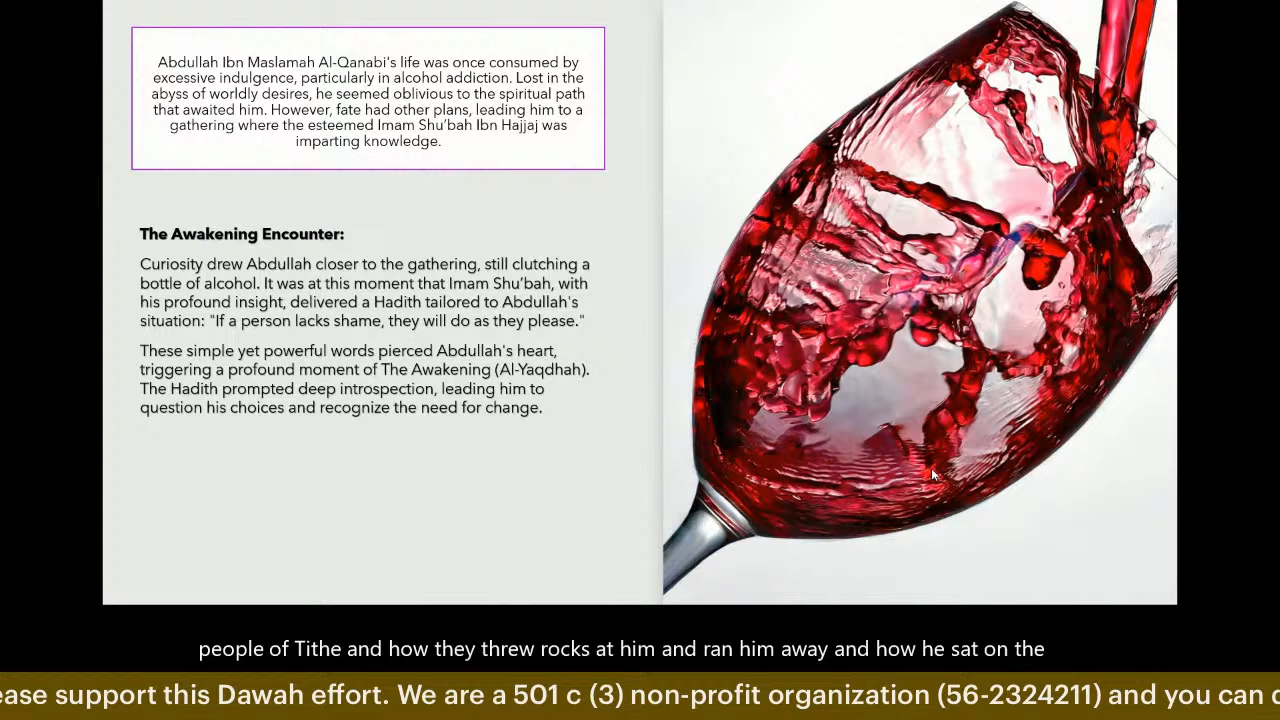 Abdullah Ibn Maslamah Al-Qanabi's life was once consumed by
excessive indulgence, particularly in alcohol addiction. Lost in the
abyss of worldly desires, he seemed oblivious to the spiritual path
that awaited him. However, fate had other plans, leading him to a
gathering where the esteemed Imam Shu’bah Ibn Hajjaj was
imparting knowledge.
The Awakening Encounter:
Curiosity drew Abdullah closer to the gathering, still clutching a
bottle of alcohol. It was at this moment that Imam Shu’bah, with
his profound insight, delivered a Hadith tailored to Abdullah's
situation: "If a person lacks shame, they will do as they please."
These simple yet powerful words pierced Abdullah's heart,
triggering a profound moment of The Awakening (Al-Yaqdhah).
The Hadith prompted deep introspection, leading him to
question his choices and recognize the need for change.
people of Tithe and how they threw rocks at him and ran him away and how he sat on the
ease support this Dawah effort. We are a 501 c (3) non-profit organization (56-2324211) and you can